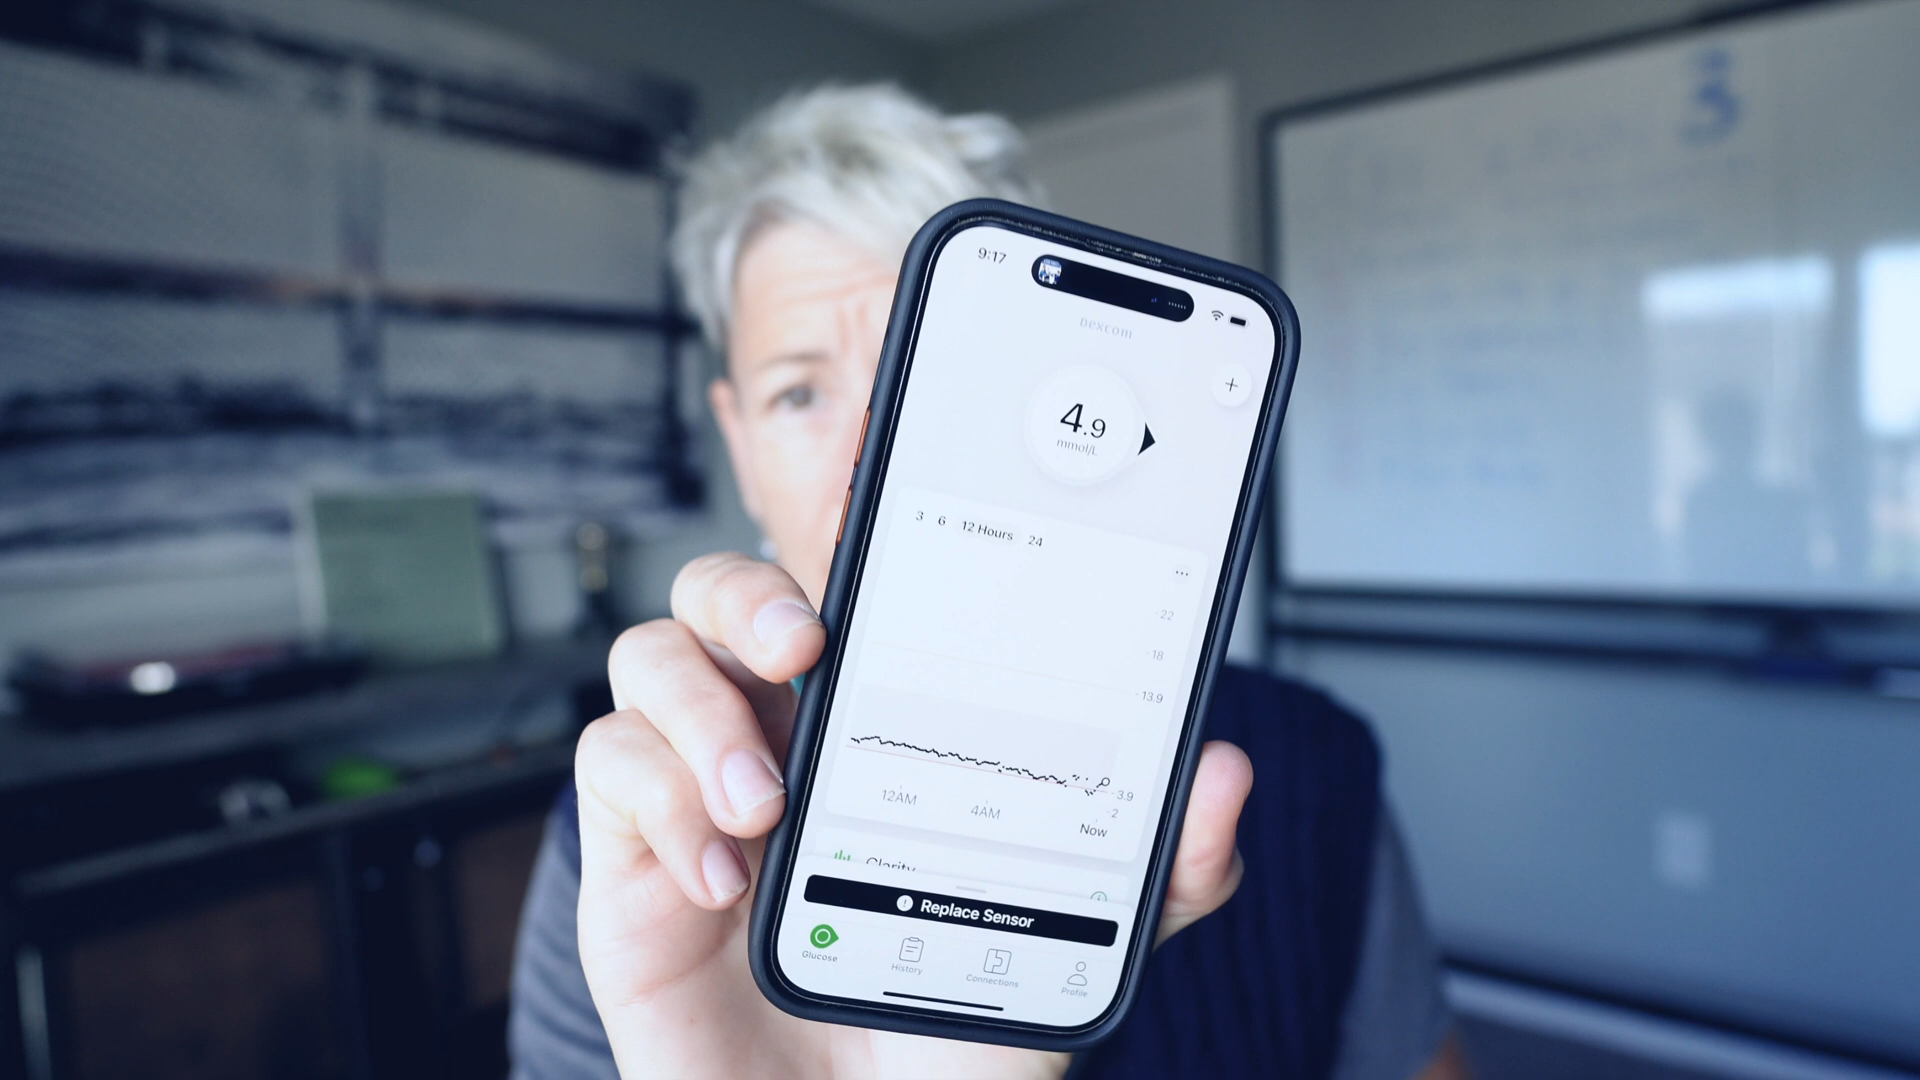 9:17
Dexcom
+
4.9
mmol/L
3 6 12 Hours 24
...
22
18
13.9
3.9
2
12AM 4AM Now
Clarity
Replace Sensor
Glucose History Connections Profile